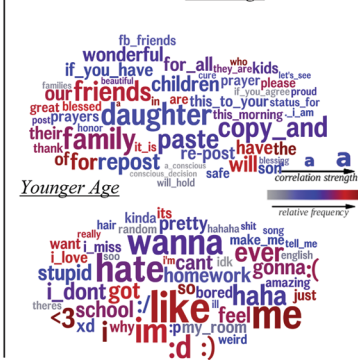 fb_friends
wonderful for_all who
if_you_have they_are kids
cure let's_see
beautiful children prayer please
families friends if_you_agree proud
our in are this_to_your status_for
great blessed a daughter this_morning ._i_am
post prayers copy_and
their honor family paste
thank it_is have the
of for repost re-post will son blessing
a_conscious
conscious_decision safe
will_hold
a a
correlation strength
relative frequency
Younger Age
its
kinda pretty
hair random hahaha shit song
really wanna make_me tell_me
want i_miss ever english
i_love soo hate i'm cant idk gonna :(
stupid homework amazing
i_dont got so bored haha just
theres <3 school :/ like ill feel me
xd i why im :p my_room
:d :) weird